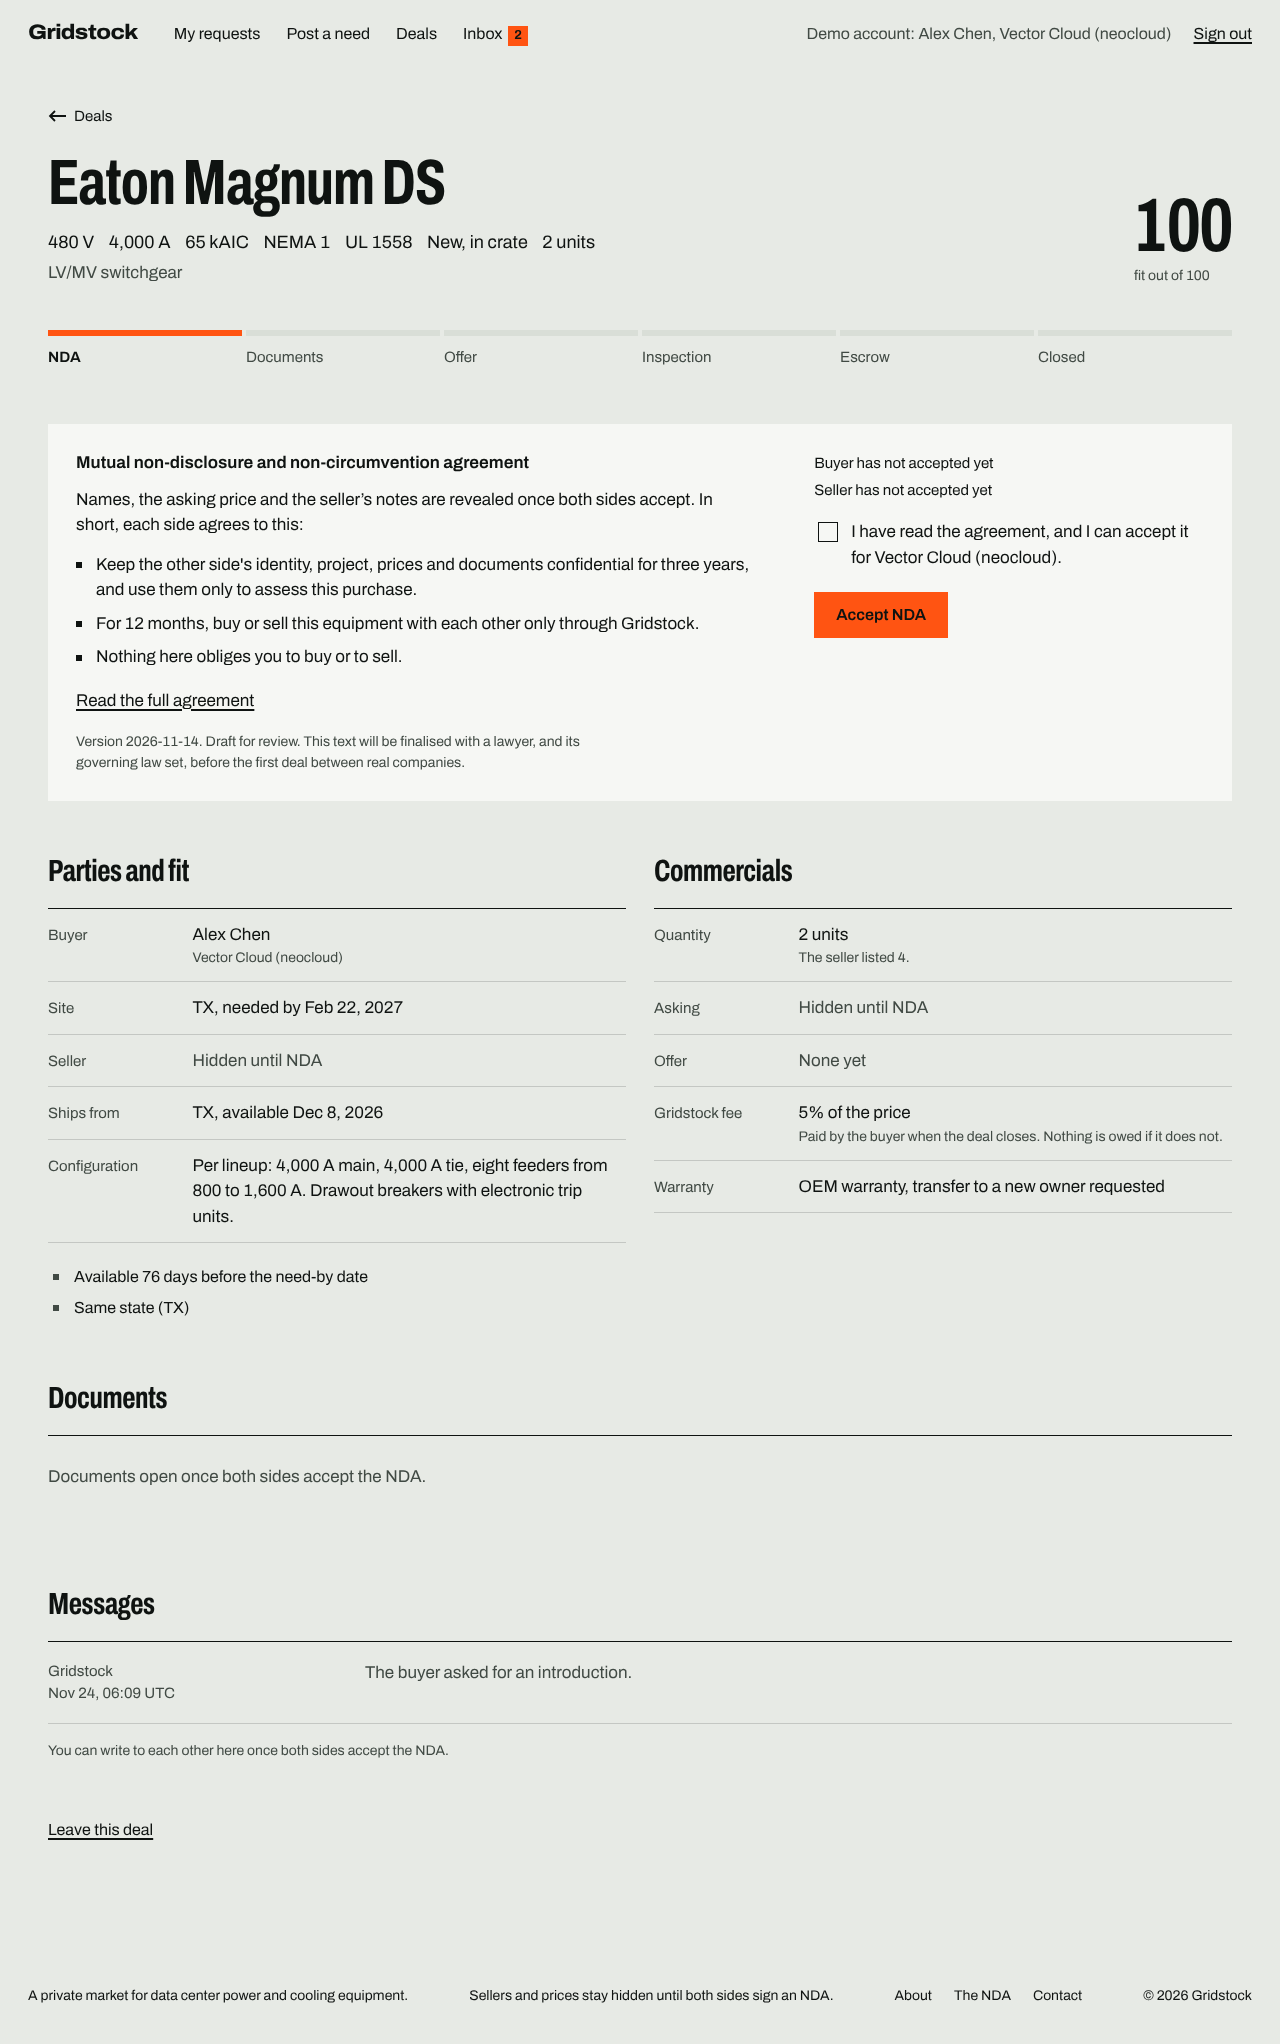 Gridstock
My requests
Post a need
Deals
Inbox 2
Demo account: Alex Chen, Vector Cloud (neocloud)
Sign out
← Deals
Eaton Magnum DS
480 V 4,000 A 65 kAIC NEMA 1 UL 1558 New, in crate 2 units
LV/MV switchgear
100
fit out of 100
NDA
Documents
Offer
Inspection
Escrow
Closed
Mutual non-disclosure and non-circumvention agreement
Names, the asking price and the seller’s notes are revealed once both sides accept. In
short, each side agrees to this:
Keep the other side's identity, project, prices and documents confidential for three years,
and use them only to assess this purchase.
For 12 months, buy or sell this equipment with each other only through Gridstock.
Nothing here obliges you to buy or to sell.
Read the full agreement
Version 2026-11-14. Draft for review. This text will be finalised with a lawyer, and its
governing law set, before the first deal between real companies.
Buyer has not accepted yet
Seller has not accepted yet
I have read the agreement, and I can accept it
for Vector Cloud (neocloud).
Accept NDA
Parties and fit
Buyer
Alex Chen
Vector Cloud (neocloud)
Site
TX, needed by Feb 22, 2027
Seller
Hidden until NDA
Ships from
TX, available Dec 8, 2026
Configuration
Per lineup: 4,000 A main, 4,000 A tie, eight feeders from
800 to 1,600 A. Drawout breakers with electronic trip
units.
Available 76 days before the need-by date
Same state (TX)
Commercials
Quantity
2 units
The seller listed 4.
Asking
Hidden until NDA
Offer
None yet
Gridstock fee
5% of the price
Paid by the buyer when the deal closes. Nothing is owed if it does not.
Warranty
OEM warranty, transfer to a new owner requested
Documents
Documents open once both sides accept the NDA.
Messages
Gridstock
Nov 24, 06:09 UTC
The buyer asked for an introduction.
You can write to each other here once both sides accept the NDA.
Leave this deal
A private market for data center power and cooling equipment.
Sellers and prices stay hidden until both sides sign an NDA.
About
The NDA
Contact
© 2026 Gridstock